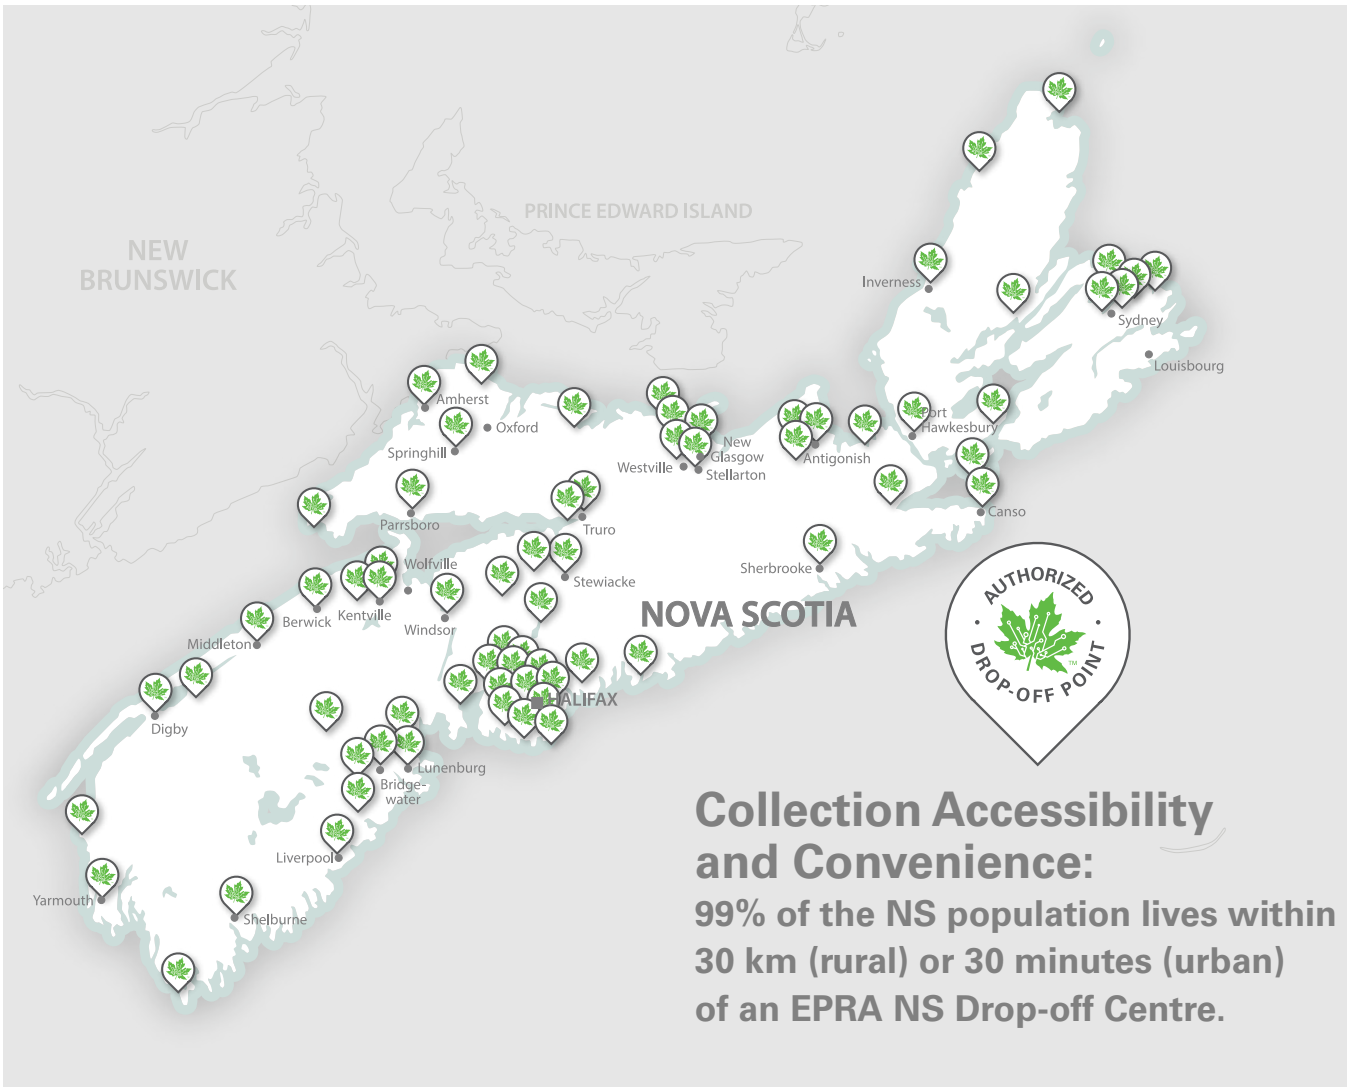 PRINCE EDWARD ISLAND
NEW
BRUNSWICK
Inverness
Sydney
Louisbourg
Amherst
Oxford
Springhill
Port
Hawkesbury
New
Glasgow
Westville
Stellarton
Antigonish
Canso
Parrsboro
Truro
Sherbrooke
Wolfville
Stewiacke
Berwick
Kentville
Windsor
NOVA SCOTIA
Middleton
HALIFAX
Digby
Lunenburg
Bridge-
water
Liverpool
Yarmouth
Shelburne
AUTHORIZED
DROP-OFF POINT
TM
Collection Accessibility
and Convenience:
99% of the NS population lives within
30 km (rural) or 30 minutes (urban)
of an EPRA NS Drop-off Centre.